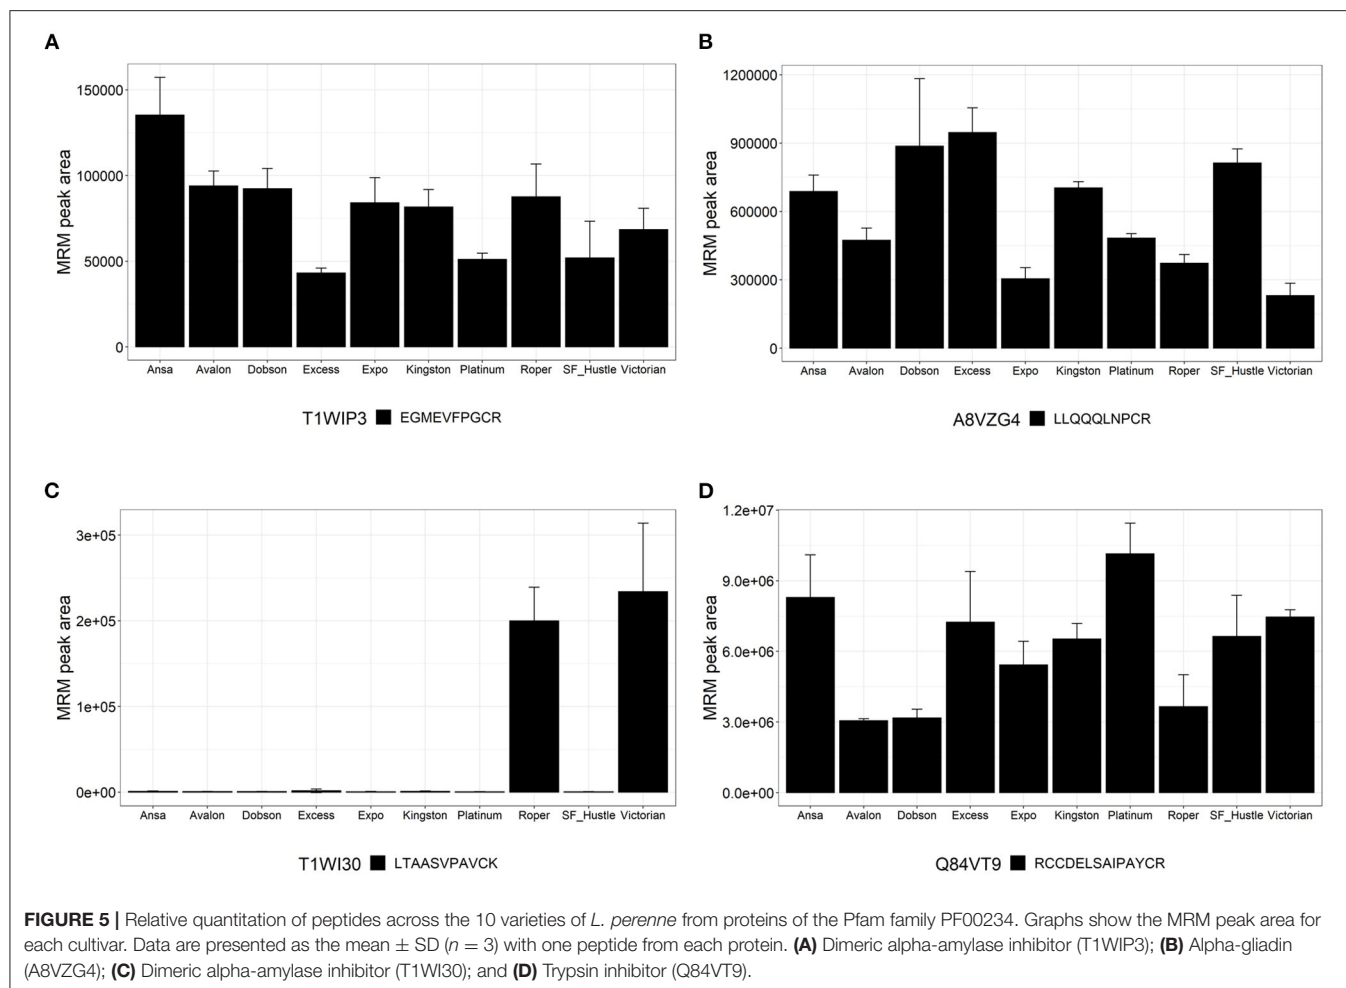 A
MRM peak area
150000
100000
50000
0
Ansa Avalon Dobson Excess Expo Kingston Platinum Roper SF_Hustle Victorian
T1WIP3 EGMEVFPGCR
B
MRM peak area
1200000
900000
600000
300000
0
Ansa Avalon Dobson Excess Expo Kingston Platinum Roper SF_Hustle Victorian
A8VZG4 LLQQQLNPCR
C
MRM peak area
3e+05
2e+05
1e+05
0e+00
Ansa Avalon Dobson Excess Expo Kingston Platinum Roper SF_Hustle Victorian
T1WI30 LTAASVPAVCK
D
MRM peak area
1.2e+07
9.0e+06
6.0e+06
3.0e+06
0.0e+00
Ansa Avalon Dobson Excess Expo Kingston Platinum Roper SF_Hustle Victorian
Q84VT9 RCCDELSAIPAYCR
FIGURE 5 | Relative quantitation of peptides across the 10 varieties of L. perenne from proteins of the Pfam family PF00234. Graphs show the MRM peak area for
each cultivar. Data are presented as the mean ± SD (n = 3) with one peptide from each protein. (A) Dimeric alpha-amylase inhibitor (T1WIP3); (B) Alpha-gliadin
(A8VZG4); (C) Dimeric alpha-amylase inhibitor (T1WI30); and (D) Trypsin inhibitor (Q84VT9).